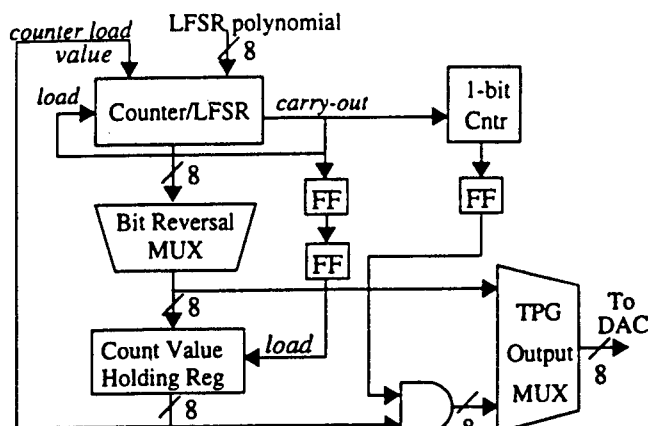 counter load
value
LFSR polynomial
8
load
Counter/LFSR
carry-out
1-bit
Cntr
8
FF
FF
Bit Reversal
MUX
FF
8
TPG
Output
MUX
To
DAC
8
Count Value
Holding Reg
load
8
8